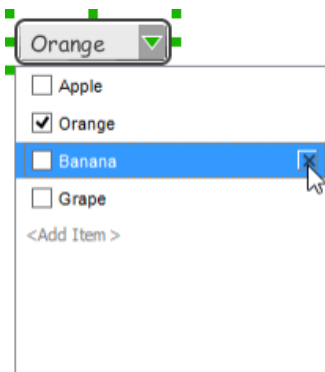 Orange
Apple
Orange
Banana
Grape
<Add Item >